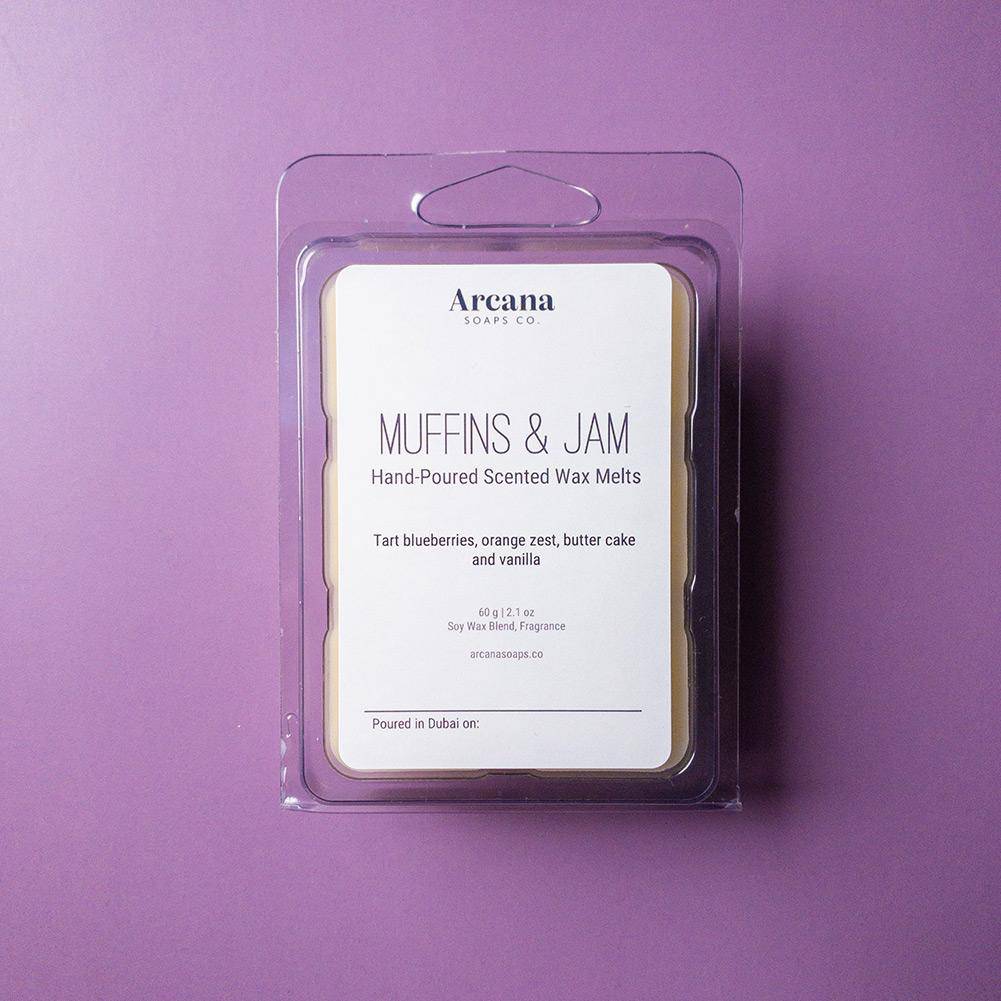 Arcana
SOAPS CO.
MUFFINS & JAM
Hand-Poured Scented Wax Melts
Tart blueberries, orange zest, butter cake
and vanilla
60 g | 2.1 oz
Soy Wax Blend, Fragrance
arcanasoaps.co
Poured in Dubai on: